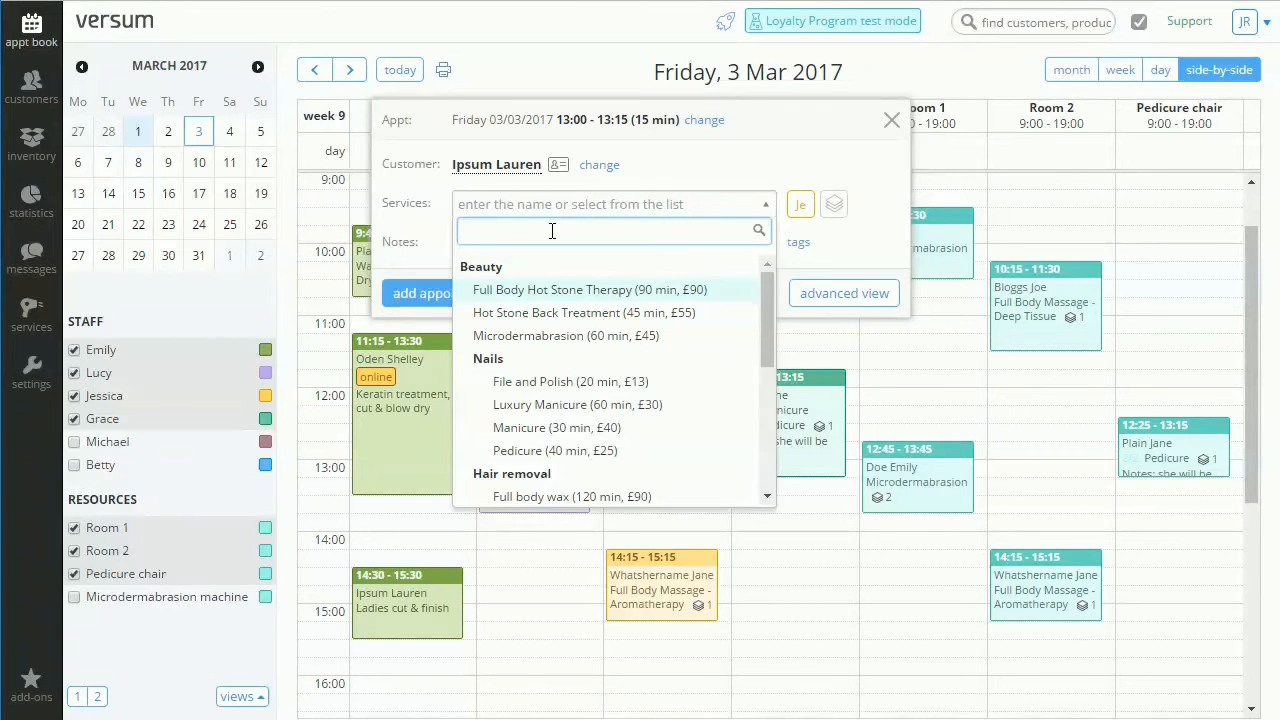 versum
Loyalty Program test mode
find customers, produc
Support
JR
appt book
customers
inventory
statistics
messages
services
settings
add-ons
MARCH 2017
Mo Tu We Th Fr Sa Su
27 28 1 2 3 4 5
6 7 8 9 10 11 12
13 14 15 16 17 18 19
20 21 22 23 24 25 26
27 28 29 30 31 1 2
STAFF
Emily
Lucy
Jessica
Grace
Michael
Betty
RESOURCES
Room 1
Room 2
Pedicure chair
Microdermabrasion machine
1 2
views
today
Friday, 3 Mar 2017
month week day side-by-side
week 9
oom 1
- 19:00
Room 2
9:00 - 19:00
Pedicure chair
9:00 - 19:00
day
9:00
10:00
11:00
12:00
13:00
14:00
15:00
16:00
Appt: Friday 03/03/2017 13:00 - 13:15 (15 min) change
Customer: Ipsum Lauren change
Services: enter the name or select from the list
Je
Notes:
tags
add appo
advanced view
Beauty
Full Body Hot Stone Therapy (90 min, £90)
Hot Stone Back Treatment (45 min, £55)
Microdermabrasion (60 min, £45)
Nails
File and Polish (20 min, £13)
Luxury Manicure (60 min, £30)
Manicure (30 min, £40)
Pedicure (40 min, £25)
Hair removal
Full body wax (120 min, £90)
9:4
Pla
Wa
Dry
11:15 - 13:30
Oden Shelley
online
Keratin treatment,
cut & blow dry
14:30 - 15:30
Ipsum Lauren
Ladies cut & finish
14:15 - 15:15
Whatshername Jane
Full Body Massage -
Aromatherapy 1
13:15
ne
nicure
dicure 1
she will be
:30
mabrasion
12:45 - 13:45
Doe Emily
Microdermabrasion
2
10:15 - 11:30
Bloggs Joe
Full Body Massage -
Deep Tissue 1
14:15 - 15:15
Whatshername Jane
Full Body Massage -
Aromatherapy 1
12:25 - 13:15
Plain Jane
Pedicure 1
Notes: she will be